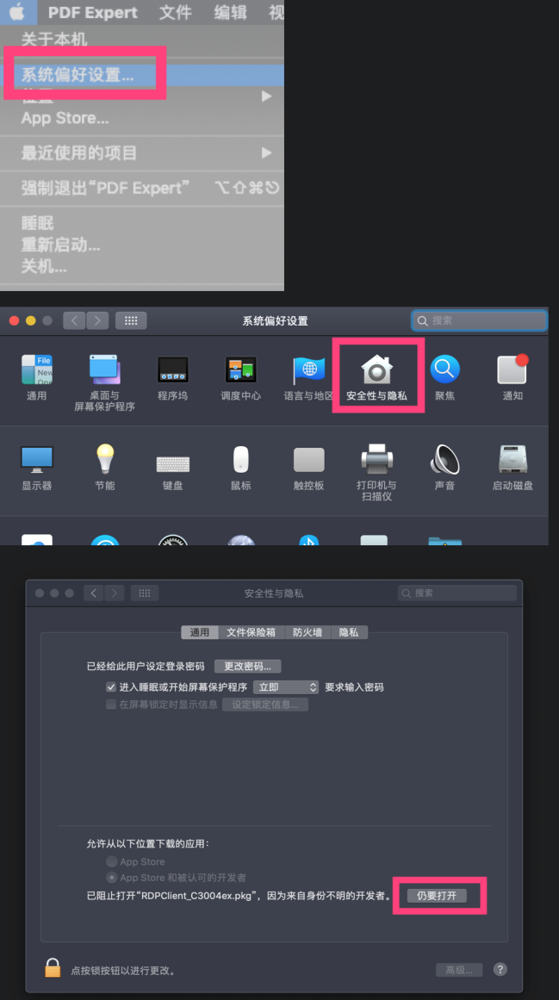 PDF Expert 文件 编辑 视
关于本机
系统偏好设置...
位置
App Store...
最近使用的项目
强制退出“PDF Expert” ⌥⇧⌘⎋
睡眠
重新启动...
关机...
系统偏好设置
搜索
File
New
Ope
通用
桌面与
屏幕保护程序
程序坞
调度中心
语言与地区
安全性与隐私
聚焦
通知
显示器
节能
键盘
鼠标
触控板
打印机与
扫描仪
声音
启动磁盘
安全性与隐私
搜索
通用 文件保险箱 防火墙 隐私
已经给此用户设定登录密码 更改密码...
进入睡眠或开始屏幕保护程序 立即 要求输入密码
在屏幕锁定时显示信息 设定锁定信息...
允许从以下位置下载的应用：
App Store
App Store 和被认可的开发者
已阻止打开“RDPClient_C3004ex.pkg”，因为来自身份不明的开发者。 仍要打开
点按锁按钮以进行更改。
高级... ?